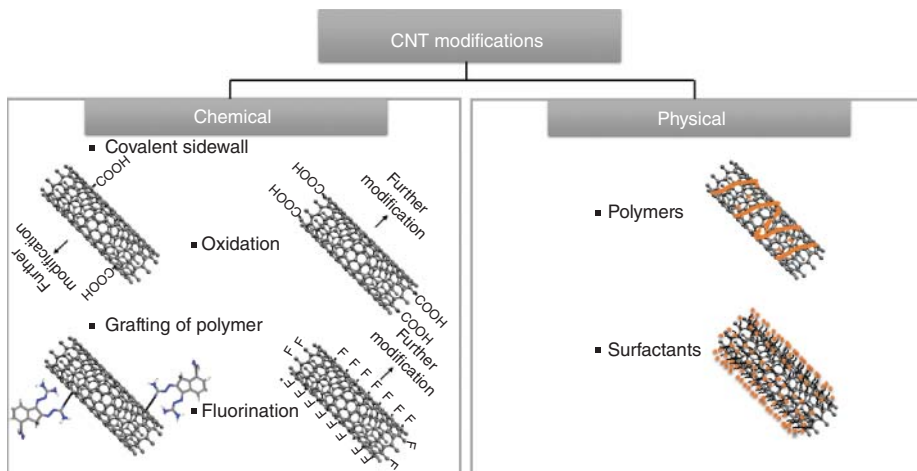 CNT modifications
Chemical
▪ Covalent sidewall
COOH
Further
modification
COOH
▪ Oxidation
HOOC
HOOC
Further
modification
COOH
COOH
▪ Grafting of polymer
▪ Fluorination
F F F F F F F F
Further
modification
F F F F F F F F
F
Physical
▪ Polymers
▪ Surfactants